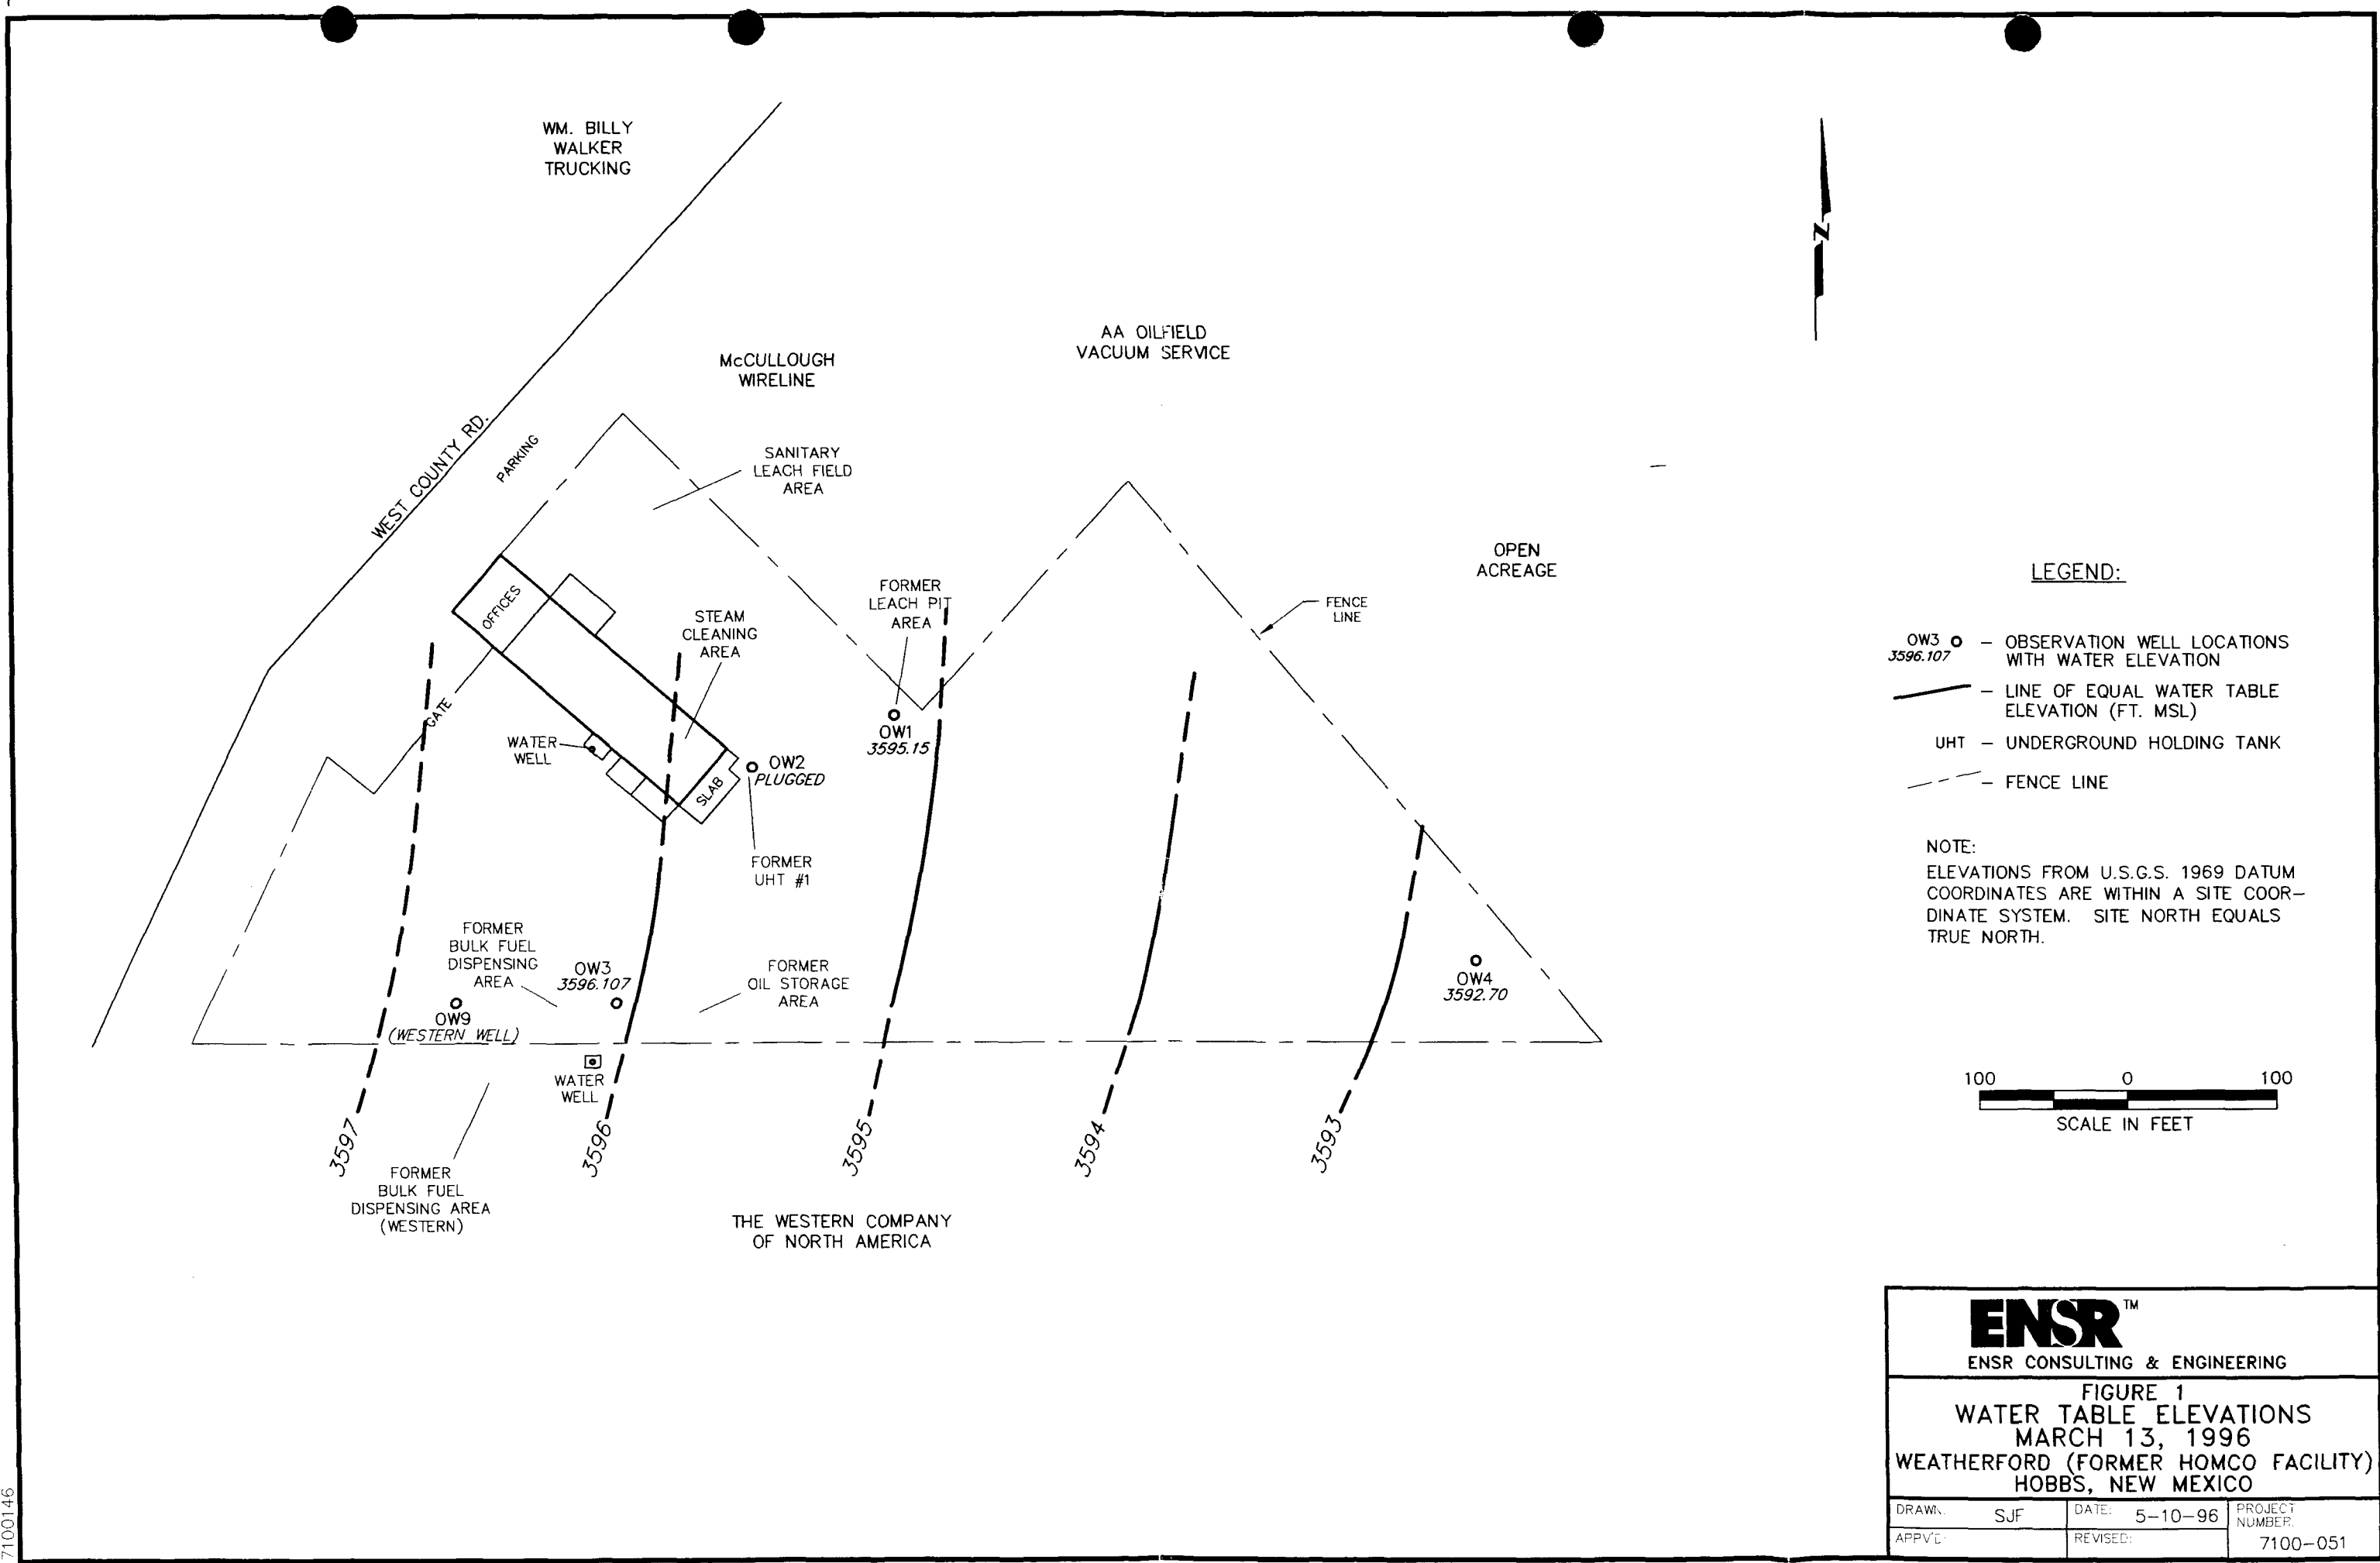 WM. BILLY
WALKER
TRUCKING
N
AA OILFIELD
VACUUM SERVICE
McCULLOUGH
WIRELINE
WEST COUNTY RD.
PARKING
SANITARY
LEACH FIELD
AREA
OPEN
ACREAGE
FORMER
LEACH PIT
AREA
FENCE
LINE
OFFICES
STEAM
CLEANING
AREA
GATE
WATER
WELL
OW1
3595.15
OW2
PLUGGED
SLAB
FORMER
UHT #1
FORMER
BULK FUEL
DISPENSING
AREA
OW3
3596.107
FORMER
OIL STORAGE
AREA
OW4
3592.70
OW9
(WESTERN WELL)
WATER
WELL
3597
3596
3595
3594
3593
FORMER
BULK FUEL
DISPENSING AREA
(WESTERN)
THE WESTERN COMPANY
OF NORTH AMERICA
LEGEND:
OW3 – OBSERVATION WELL LOCATIONS
3596.107 WITH WATER ELEVATION
– LINE OF EQUAL WATER TABLE
ELEVATION (FT. MSL)
UHT – UNDERGROUND HOLDING TANK
– FENCE LINE
NOTE:
ELEVATIONS FROM U.S.G.S. 1969 DATUM
COORDINATES ARE WITHIN A SITE COOR–
DINATE SYSTEM. SITE NORTH EQUALS
TRUE NORTH.
100 0 100
SCALE IN FEET
ENSR™
ENSR CONSULTING & ENGINEERING
FIGURE 1
WATER TABLE ELEVATIONS
MARCH 13, 1996
WEATHERFORD (FORMER HOMCO FACILITY)
HOBBS, NEW MEXICO
DRAWN: SJF
DATE: 5–10–96
PROJECT
NUMBER:
7100–051
APPV'D:
REVISED:
7100146